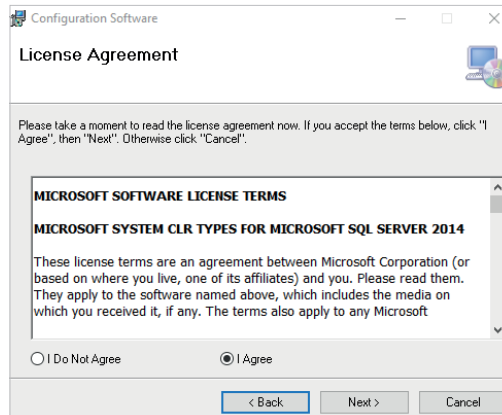 Configuration Software
License Agreement
Please take a moment to read the license agreement now. If you accept the terms below, click "I
Agree", then "Next". Otherwise click "Cancel".
MICROSOFT SOFTWARE LICENSE TERMS
MICROSOFT SYSTEM CLR TYPES FOR MICROSOFT SQL SERVER 2014
These license terms are an agreement between Microsoft Corporation (or
based on where you live, one of its affiliates) and you. Please read them.
They apply to the software named above, which includes the media on
which you received it, if any. The terms also apply to any Microsoft
I Do Not Agree I Agree
< Back Next > Cancel